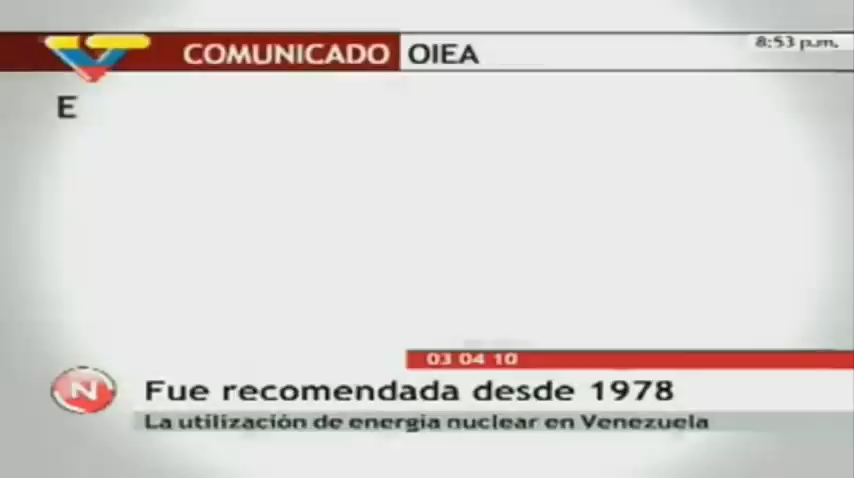 COMUNICADO OIEA
8:53 p.m.
E
03 04 10
N
Fue recomendada desde 1978
La utilización de energía nuclear en Venezuela